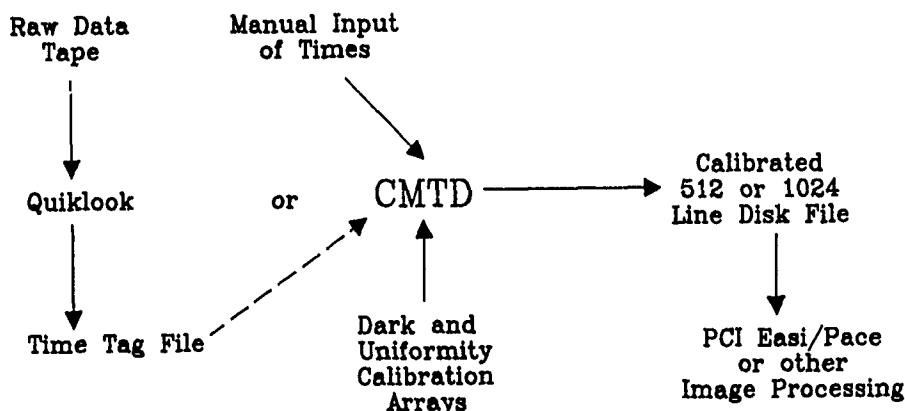 Raw Data
Tape
Manual Input
of Times
Quiklook
or
CMTD
Calibrated
512 or 1024
Line Disk File
Time Tag File
Dark and
Uniformity
Calibration
Arrays
PCI Easi/Pace
or other
Image Processing